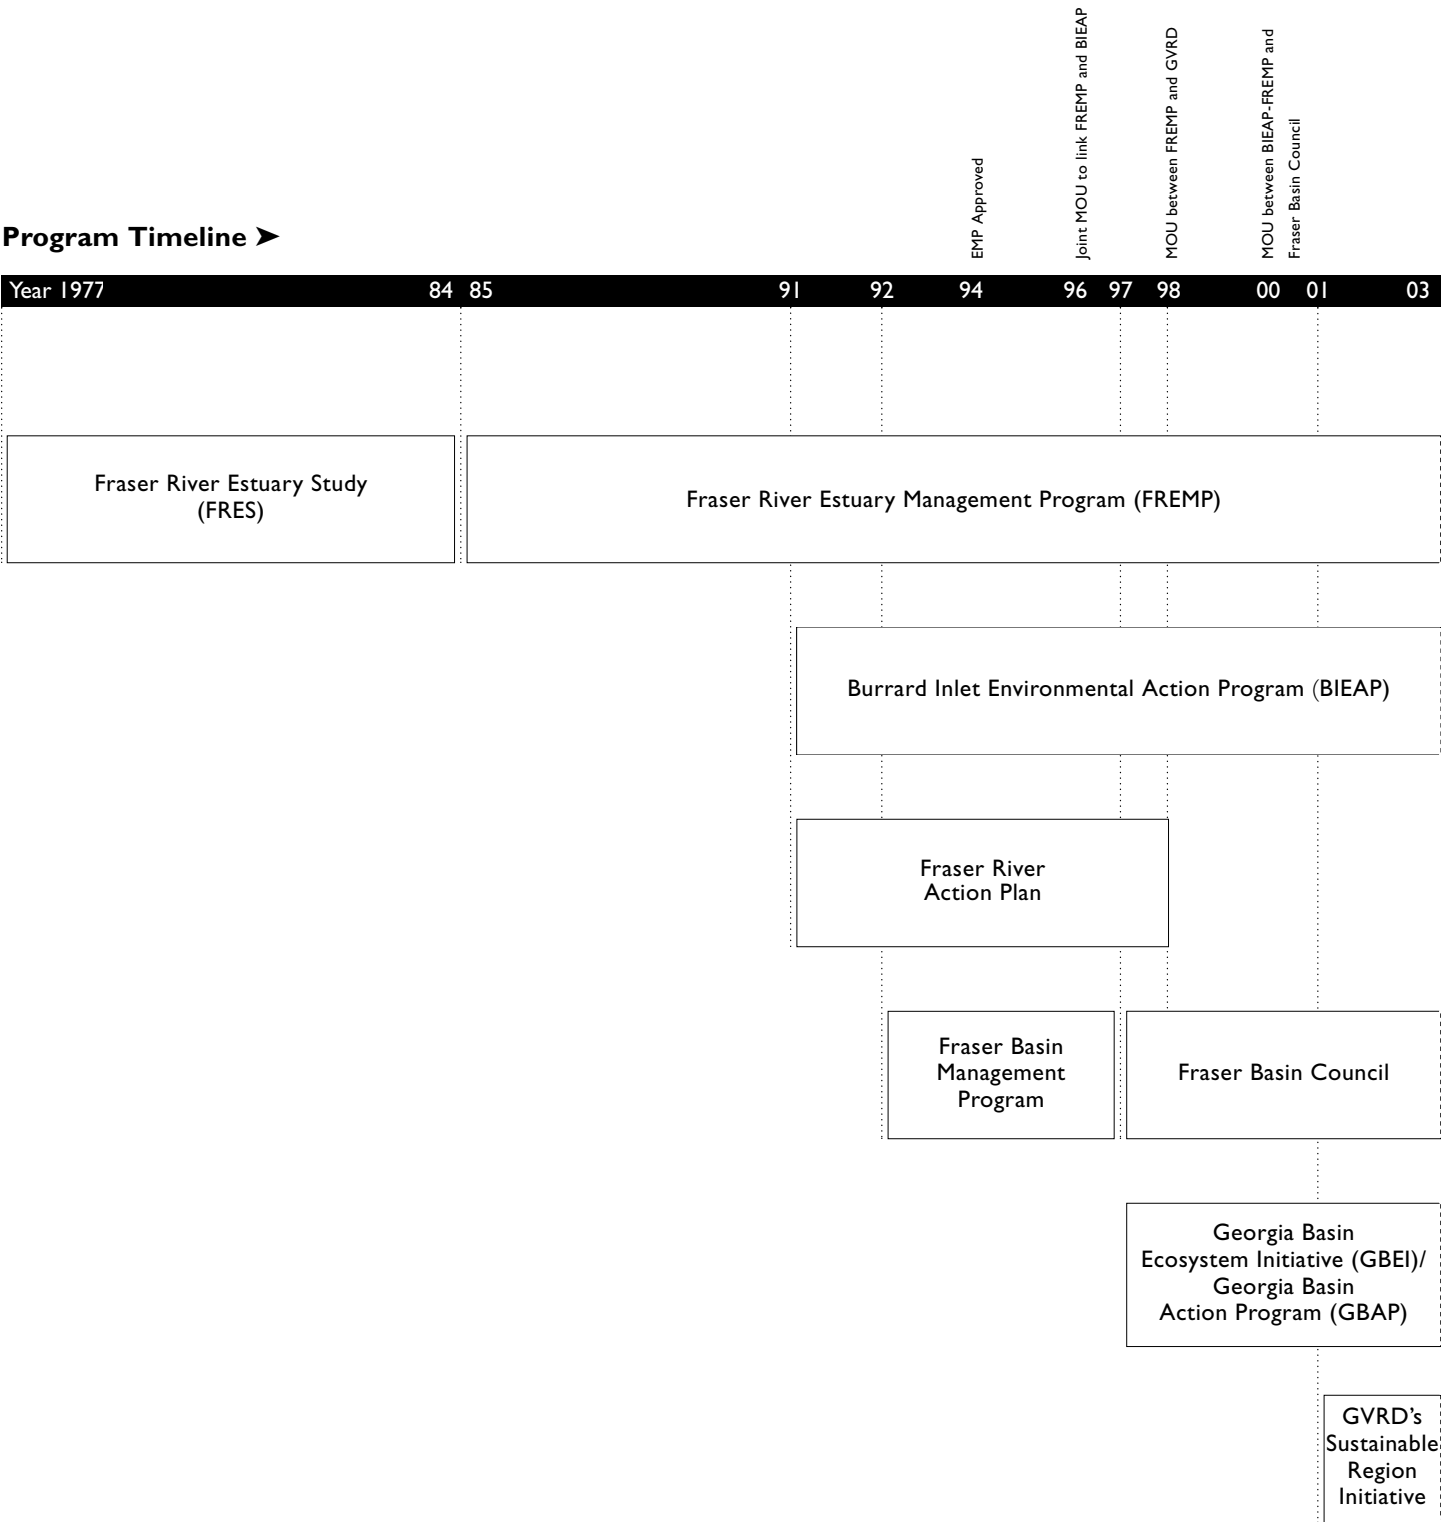 EMP Approved
Joint MOU to link FREMP and BIEAP
MOU between FREMP and GVRD
MOU between BIEAP-FREMP and
Fraser Basin Council
Program Timeline ➤
Year 1977 84 85 91 92 94 96 97 98 00 01 03
Fraser River Estuary Study
(FRES)
Fraser River Estuary Management Program (FREMP)
Burrard Inlet Environmental Action Program (BIEAP)
Fraser River
Action Plan
Fraser Basin
Management
Program
Fraser Basin Council
Georgia Basin
Ecosystem Initiative (GBEI)/
Georgia Basin
Action Program (GBAP)
GVRD’s
Sustainable
Region
Initiative